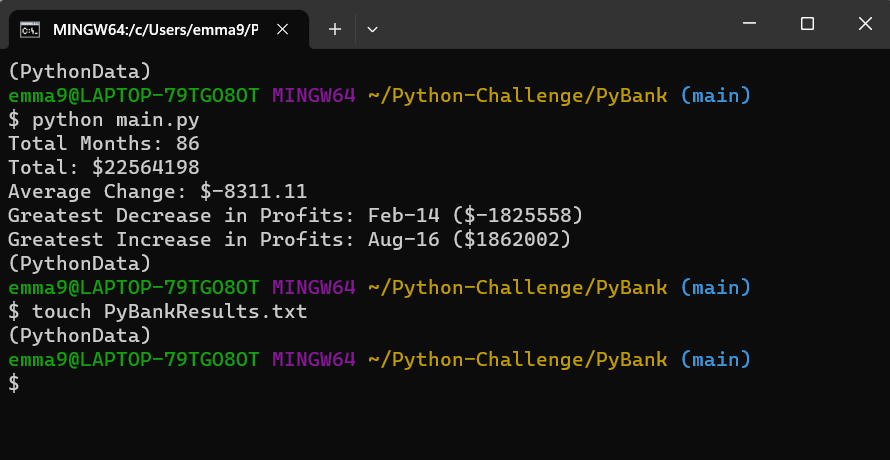 MINGW64:/c/Users/emma9/P
(PythonData)
emma9@LAPTOP-79TGO8OT MINGW64 ~/Python-Challenge/PyBank (main)
$ python main.py
Total Months: 86
Total: $22564198
Average Change: $-8311.11
Greatest Decrease in Profits: Feb-14 ($-1825558)
Greatest Increase in Profits: Aug-16 ($1862002)
(PythonData)
emma9@LAPTOP-79TGO8OT MINGW64 ~/Python-Challenge/PyBank (main)
$ touch PyBankResults.txt
(PythonData)
emma9@LAPTOP-79TGO8OT MINGW64 ~/Python-Challenge/PyBank (main)
$